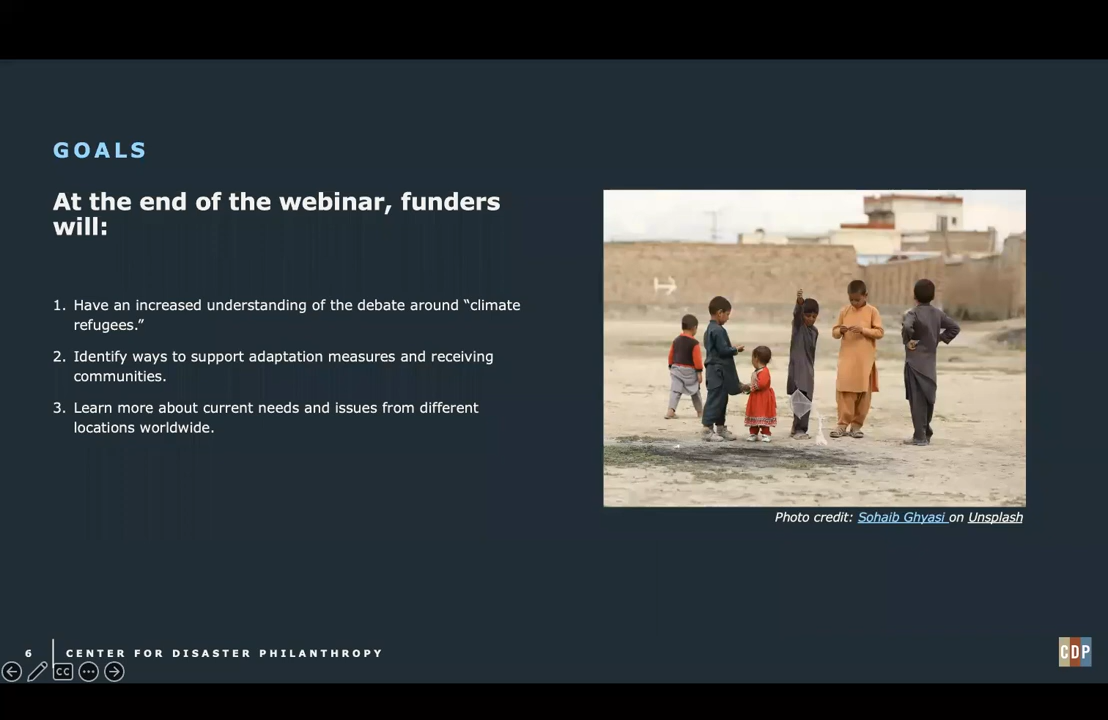 GOALS
At the end of the webinar, funders
will:
1. Have an increased understanding of the debate around “climate
refugees.”
2. Identify ways to support adaptation measures and receiving
communities.
3. Learn more about current needs and issues from different
locations worldwide.
Photo credit: Sohaib Ghyasi on Unsplash
6 CENTER FOR DISASTER PHILANTHROPY
CDP
CC